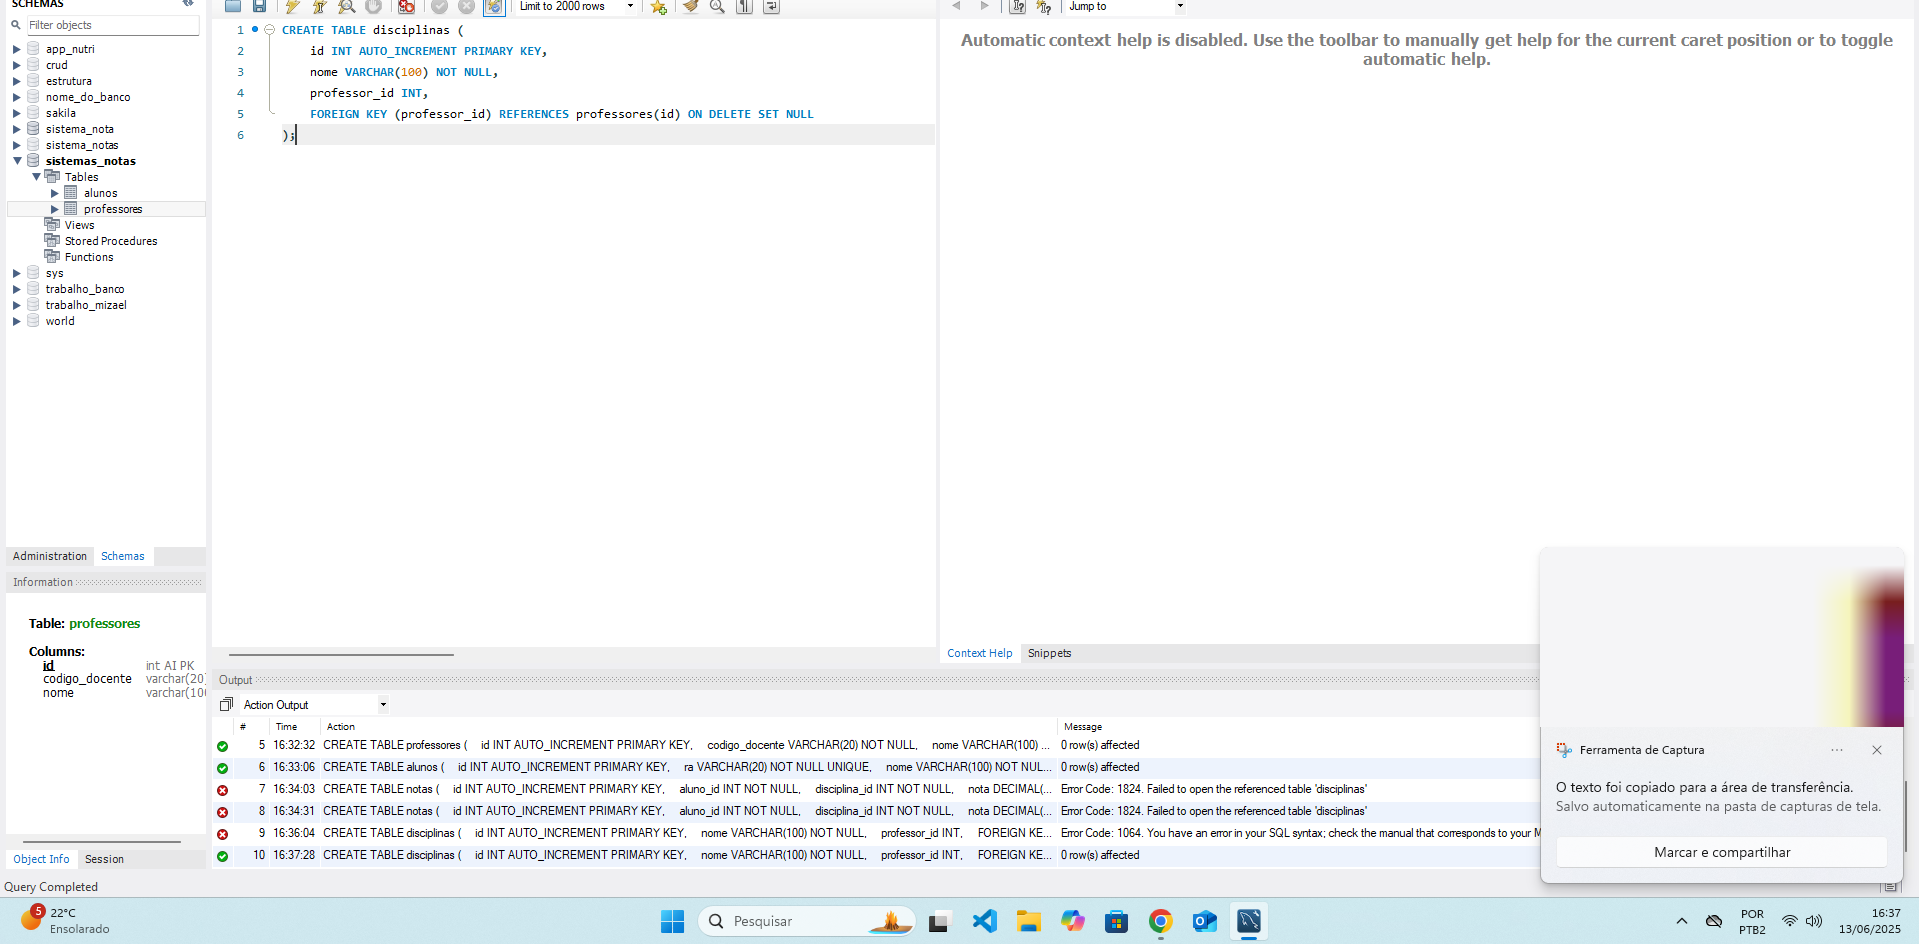 SCHEMAS
Filter objects
app_nutri
crud
estrutura
nome_do_banco
sakila
sistema_nota
sistema_notas
sistemas_notas
Tables
alunos
professores
Views
Stored Procedures
Functions
sys
trabalho_banco
trabalho_mizael
world
Administration Schemas
Information
Table: professores
Columns:
id int AI PK
codigo_docente varchar(20)
nome varchar(100
Object Info Session
Query Completed
Limit to 2000 rows
1 CREATE TABLE disciplinas (
2 id INT AUTO_INCREMENT PRIMARY KEY,
3 nome VARCHAR(100) NOT NULL,
4 professor_id INT,
5 FOREIGN KEY (professor_id) REFERENCES professores(id) ON DELETE SET NULL
6 );
Jump to
Automatic context help is disabled. Use the toolbar to manually get help for the current caret position or to toggle
automatic help.
Context Help Snippets
Output
Action Output
# Time Action Message
5 16:32:32 CREATE TABLE professores ( id INT AUTO_INCREMENT PRIMARY KEY, codigo_docente VARCHAR(20) NOT NULL, nome VARCHAR(100) ... 0 row(s) affected
6 16:33:06 CREATE TABLE alunos ( id INT AUTO_INCREMENT PRIMARY KEY, ra VARCHAR(20) NOT NULL UNIQUE, nome VARCHAR(100) NOT NUL... 0 row(s) affected
7 16:34:03 CREATE TABLE notas ( id INT AUTO_INCREMENT PRIMARY KEY, aluno_id INT NOT NULL, disciplina_id INT NOT NULL, nota DECIMAL(... Error Code: 1824. Failed to open the referenced table 'disciplinas'
8 16:34:31 CREATE TABLE notas ( id INT AUTO_INCREMENT PRIMARY KEY, aluno_id INT NOT NULL, disciplina_id INT NOT NULL, nota DECIMAL(... Error Code: 1824. Failed to open the referenced table 'disciplinas'
9 16:36:04 CREATE TABLE disciplinas ( id INT AUTO_INCREMENT PRIMARY KEY, nome VARCHAR(100) NOT NULL, professor_id INT, FOREIGN KE... Error Code: 1064. You have an error in your SQL syntax; check the manual that corresponds to your M
10 16:37:28 CREATE TABLE disciplinas ( id INT AUTO_INCREMENT PRIMARY KEY, nome VARCHAR(100) NOT NULL, professor_id INT, FOREIGN KE... 0 row(s) affected
Ferramenta de Captura
O texto foi copiado para a área de transferência.
Salvo automaticamente na pasta de capturas de tela.
Marcar e compartilhar
5
22°C
Ensolarado
Pesquisar
POR
PTB2
16:37
13/06/2025